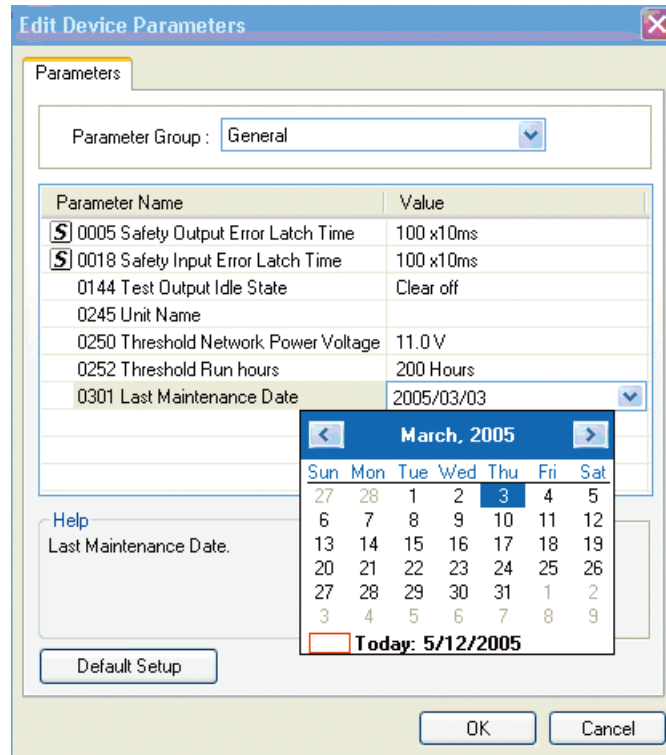 Edit Device Parameters
Parameters
Parameter Group : General
Parameter Name Value
S 0005 Safety Output Error Latch Time 100 x10ms
S 0018 Safety Input Error Latch Time 100 x10ms
0144 Test Output Idle State Clear off
0245 Unit Name
0250 Threshold Network Power Voltage 11.0 V
0252 Threshold Run hours 200 Hours
0301 Last Maintenance Date 2005/03/03
March, 2005
Sun Mon Tue Wed Thu Fri Sat
27 28 1 2 3 4 5
6 7 8 9 10 11 12
13 14 15 16 17 18 19
20 21 22 23 24 25 26
27 28 29 30 31 1 2
3 4 5 6 7 8 9
Today: 5/12/2005
Help
Last Maintenance Date.
Default Setup
OK Cancel